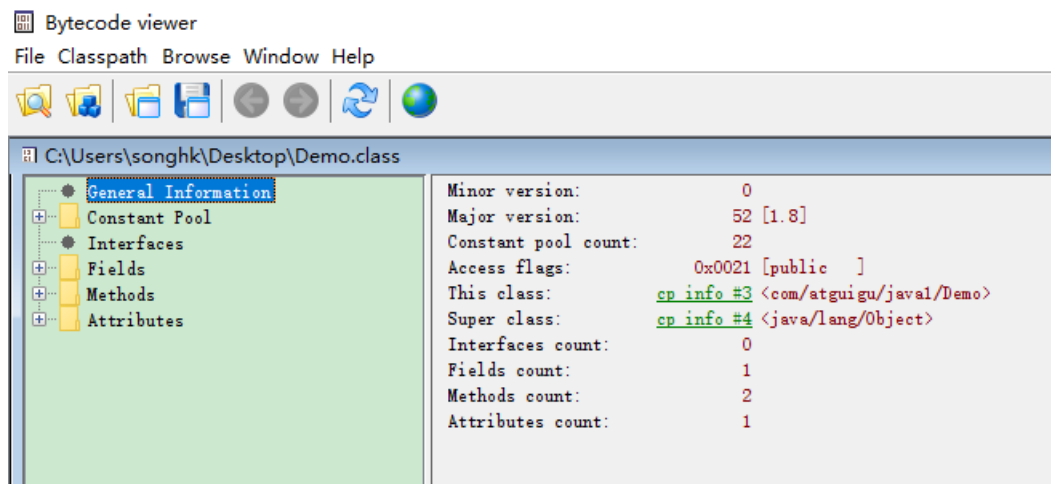 Bytecode viewer
File Classpath Browse Window Help
C:\Users\songhk\Desktop\Demo.class
General Information
Constant Pool
Interfaces
Fields
Methods
Attributes
Minor version: 0
Major version: 52 [1.8]
Constant pool count: 22
Access flags: 0x0021 [public ]
This class: cp info #3 <com/atguigu/java1/Demo>
Super class: cp info #4 <java/lang/Object>
Interfaces count: 0
Fields count: 1
Methods count: 2
Attributes count: 1